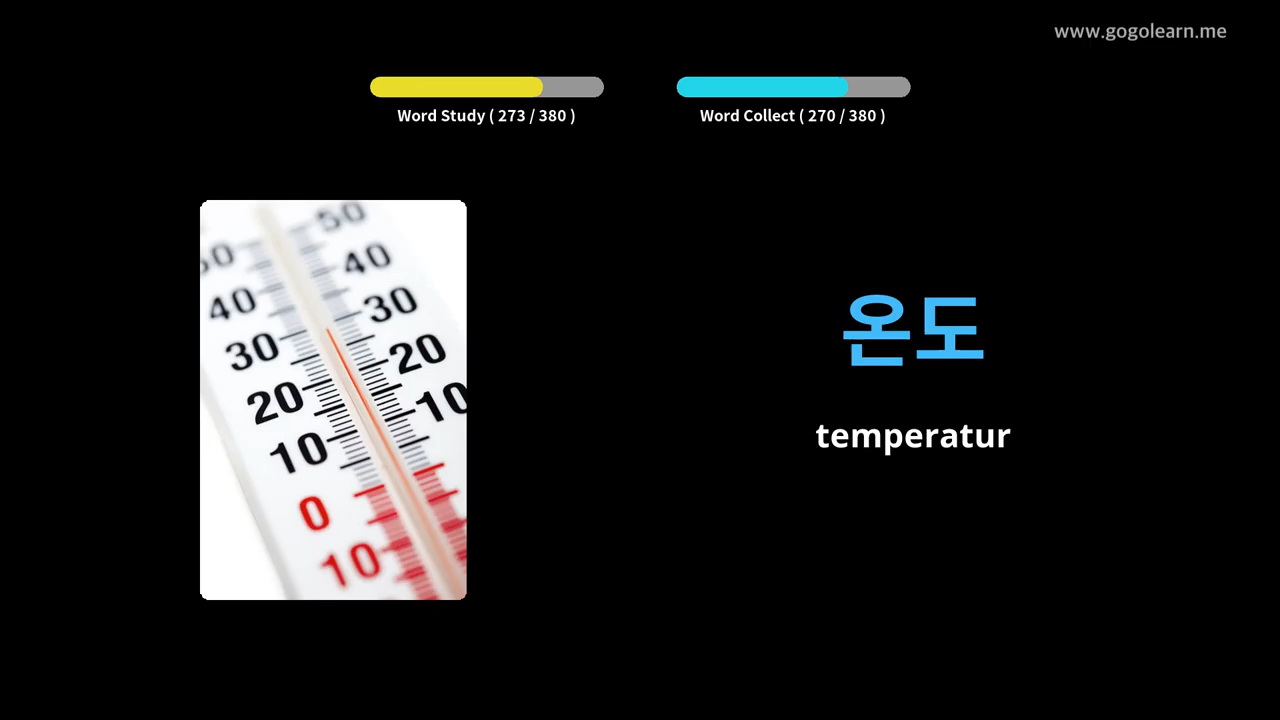 www.gogolearn.me
Word Study ( 273 / 380 )
Word Collect ( 270 / 380 )
50
50
40
40
30
30
20
20
10
10
0
10
온도
temperatur